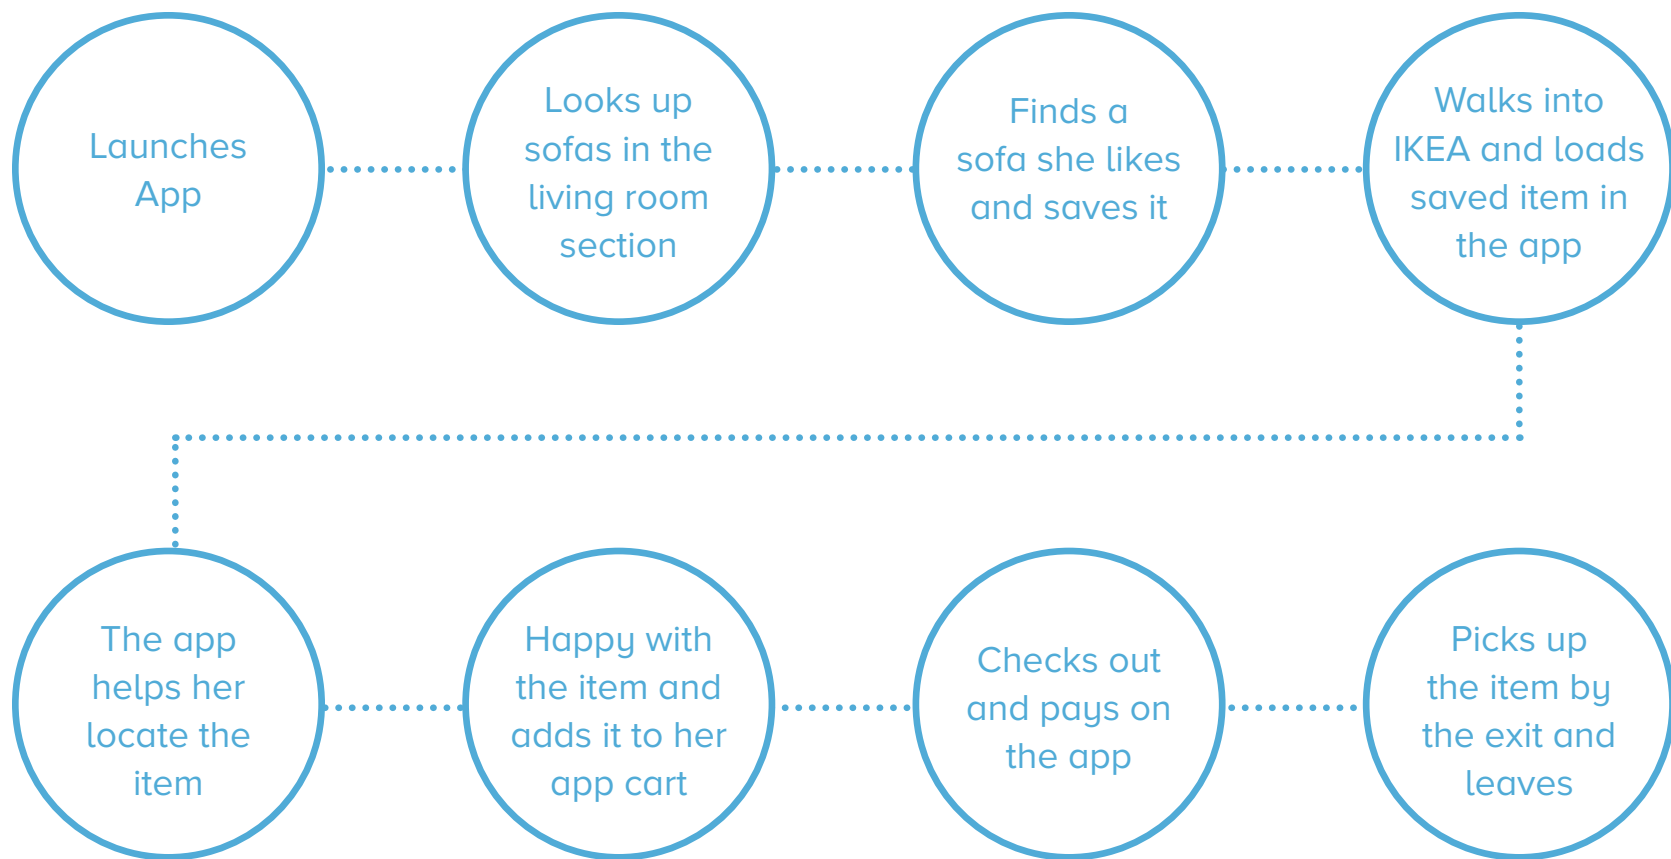 Launches
App
Looks up
sofas in the
living room
section
Finds a
sofa she likes
and saves it
Walks into
IKEA and loads
saved item in
the app
The app
helps her
locate the
item
Happy with
the item and
adds it to her
app cart
Checks out
and pays on
the app
Picks up
the item by
the exit and
leaves